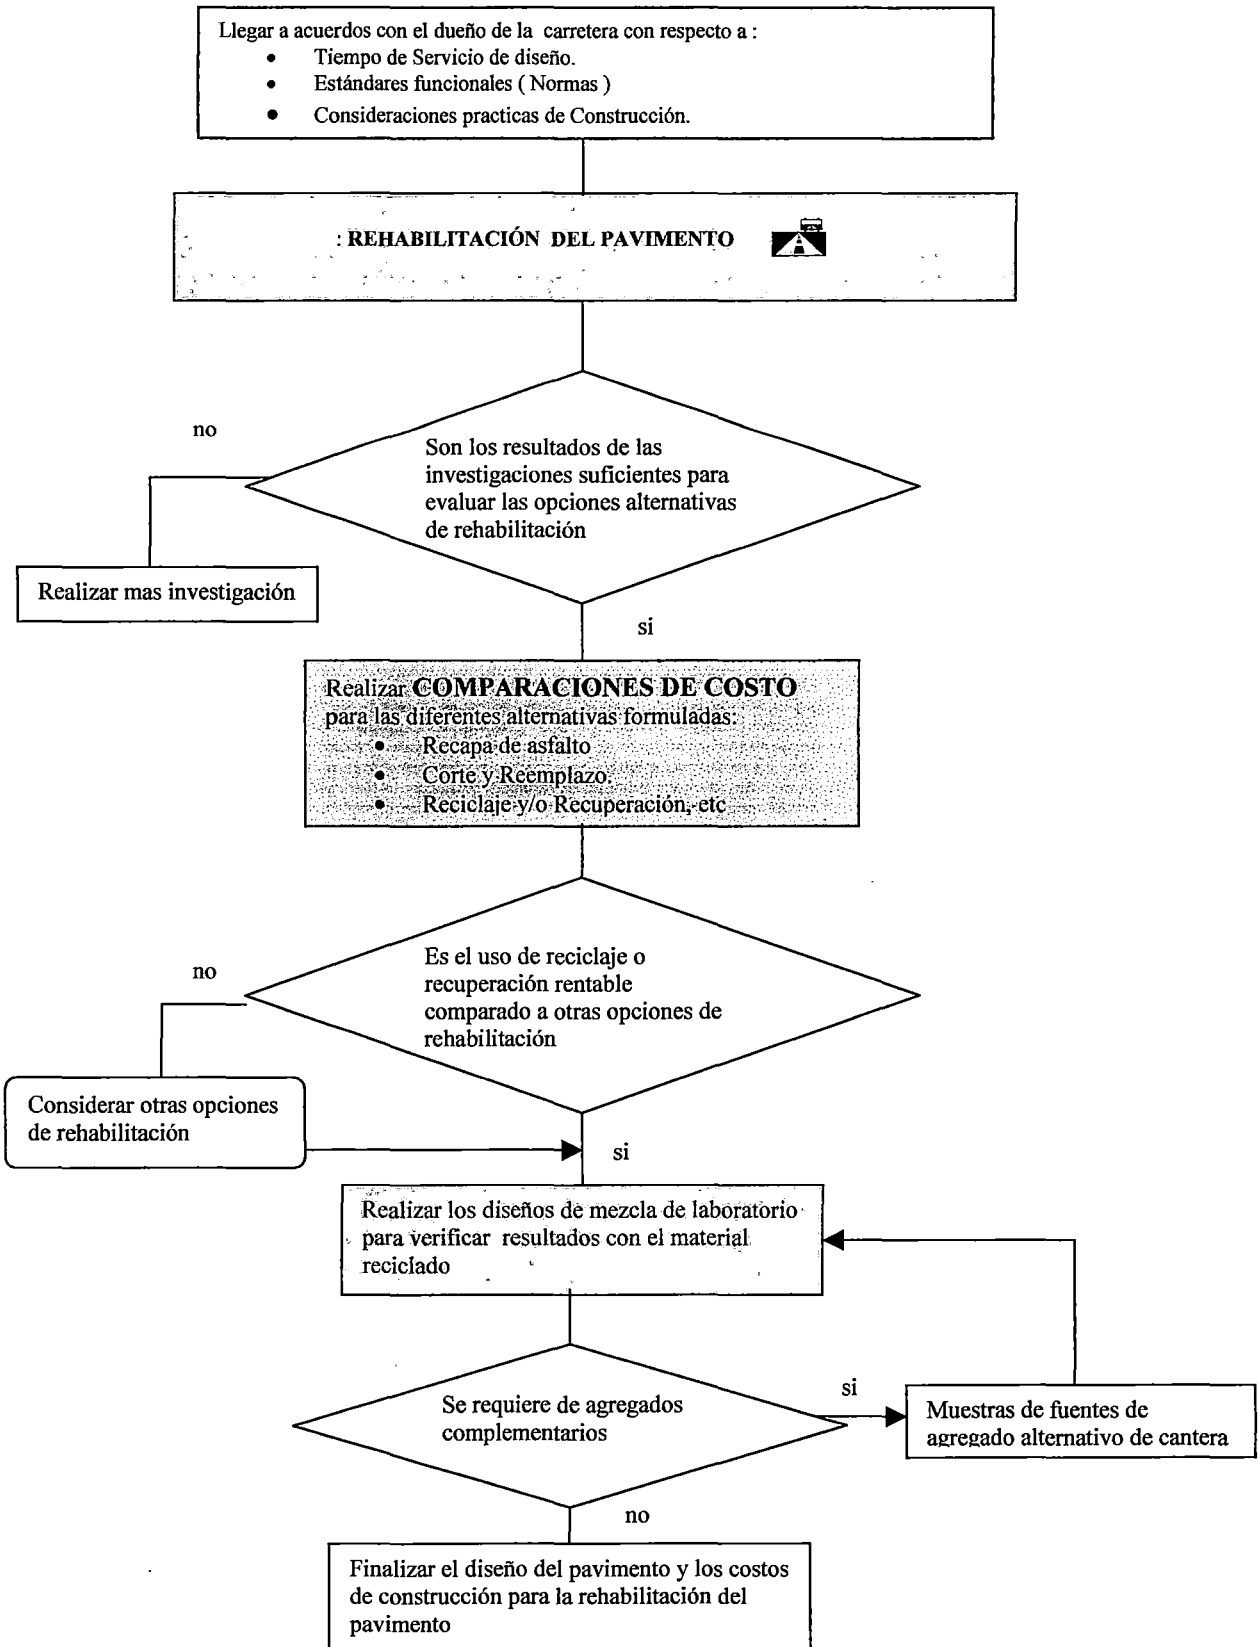 Llegar a acuerdos con el dueño de la carretera con respecto a :
• Tiempo de Servicio de diseño.
• Estándares funcionales ( Normas )
• Consideraciones practicas de Construcción.
: REHABILITACIÓN DEL PAVIMENTO
no
Son los resultados de las
investigaciones suficientes para
evaluar las opciones alternativas
de rehabilitación
Realizar mas investigación
si
Realizar COMPARACIONES DE COSTO
para las diferentes alternativas formuladas:
• Recapa de asfalto
• Corte y Reemplazo.
• Reciclaje y/o Recuperación, etc
no
Es el uso de reciclaje o
recuperación rentable
comparado a otras opciones de
rehabilitación
Considerar otras opciones
de rehabilitación
si
Realizar los diseños de mezcla de laboratorio
para verificar resultados con el material
reciclado
Se requiere de agregados
complementarios
si
Muestras de fuentes de
agregado alternativo de cantera
no
Finalizar el diseño del pavimento y los costos
de construcción para la rehabilitación del
pavimento